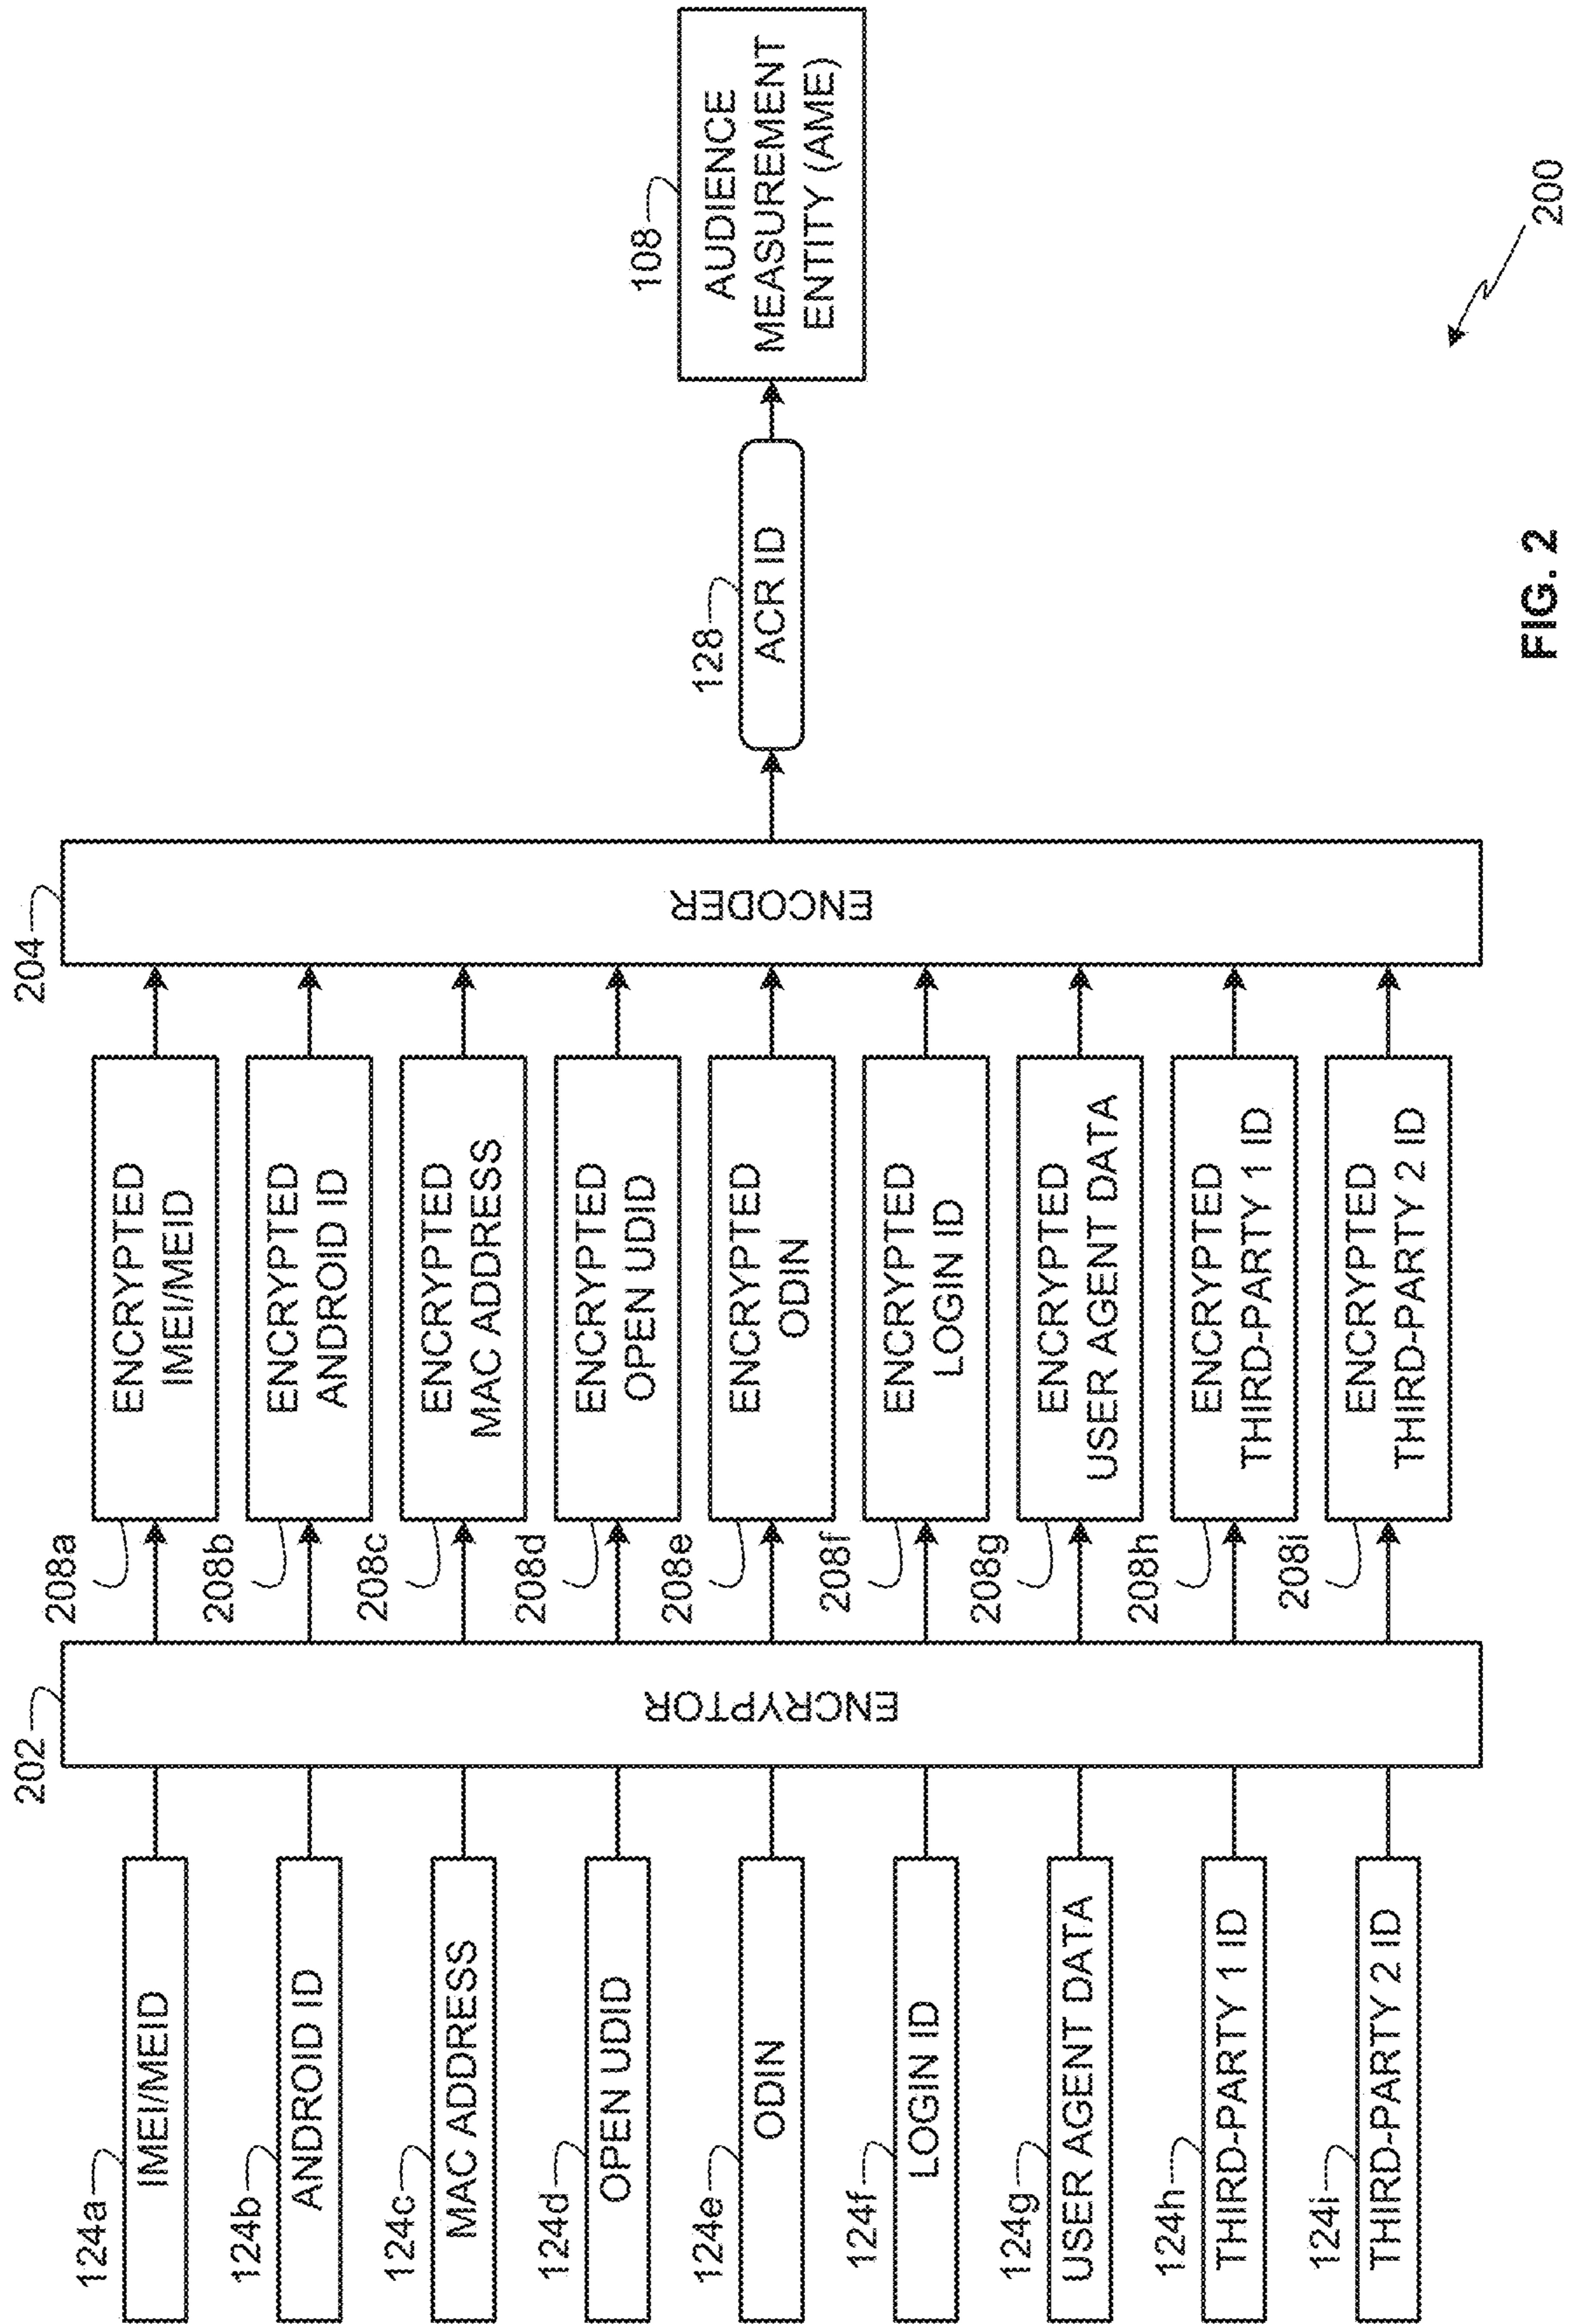 124a
IMEI/MEID
124b
ANDROID ID
124c
MAC ADDRESS
124d
OPEN UDID
124e
ODIN
124f
LOGIN ID
124g
USER AGENT DATA
124h
THIRD-PARTY 1 ID
124i
THIRD-PARTY 2 ID
202
ENCRYPTOR
208a
ENCRYPTED
IMEI/MEID
208b
ENCRYPTED
ANDROID ID
208c
ENCRYPTED
MAC ADDRESS
208d
ENCRYPTED
OPEN UDID
208e
ENCRYPTED
ODIN
208f
ENCRYPTED
LOGIN ID
208g
ENCRYPTED
USER AGENT DATA
208h
ENCRYPTED
THIRD-PARTY 1 ID
208i
ENCRYPTED
THIRD-PARTY 2 ID
204
ENCODER
128
ACR ID
108
AUDIENCE
MEASUREMENT
ENTITY (AME)
200
FIG. 2